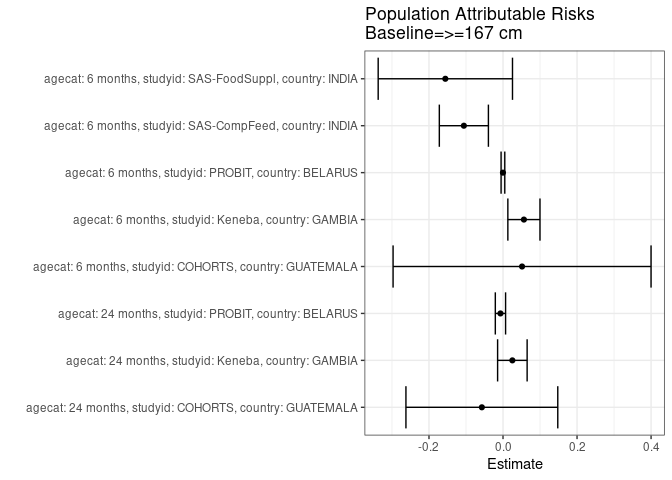 Population Attributable Risks
Baseline=>=167 cm
agecat: 6 months, studyid: SAS-FoodSuppl, country: INDIA
agecat: 6 months, studyid: SAS-CompFeed, country: INDIA
agecat: 6 months, studyid: PROBIT, country: BELARUS
agecat: 6 months, studyid: Keneba, country: GAMBIA
agecat: 6 months, studyid: COHORTS, country: GUATEMALA
agecat: 24 months, studyid: PROBIT, country: BELARUS
agecat: 24 months, studyid: Keneba, country: GAMBIA
agecat: 24 months, studyid: COHORTS, country: GUATEMALA
-0.2 0.0 0.2 0.4
Estimate